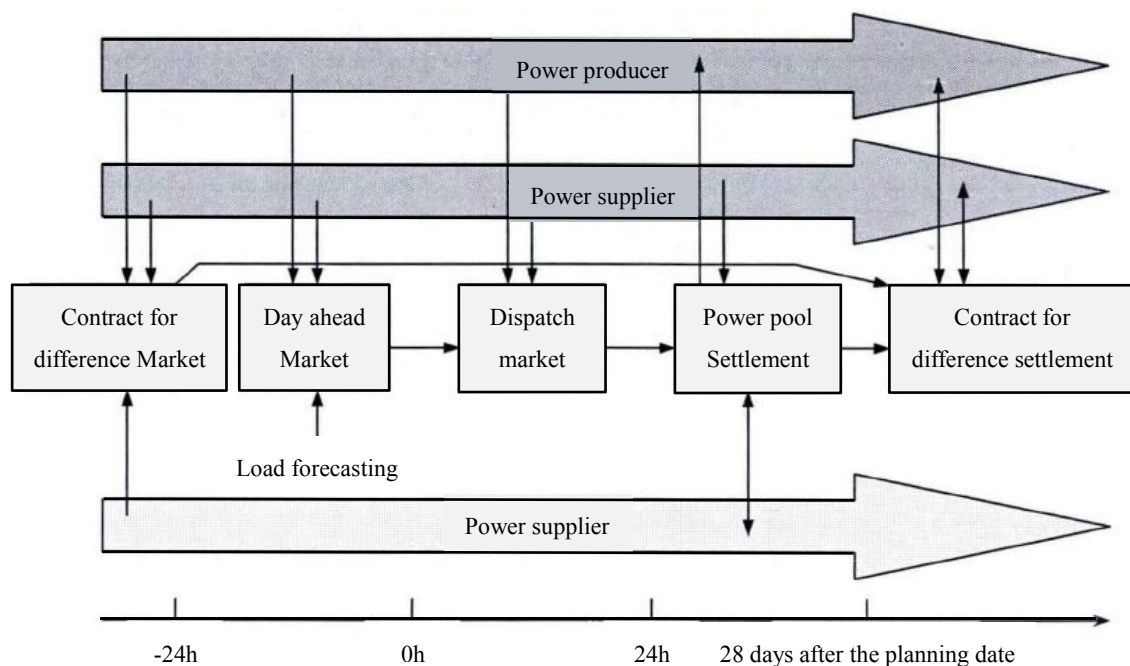 Power producer
Power supplier
Contract for
difference Market
Day ahead
Market
Dispatch
market
Power pool
Settlement
Contract for
difference settlement
Load forecasting
Power supplier
-24h
0h
24h
28 days after the planning date